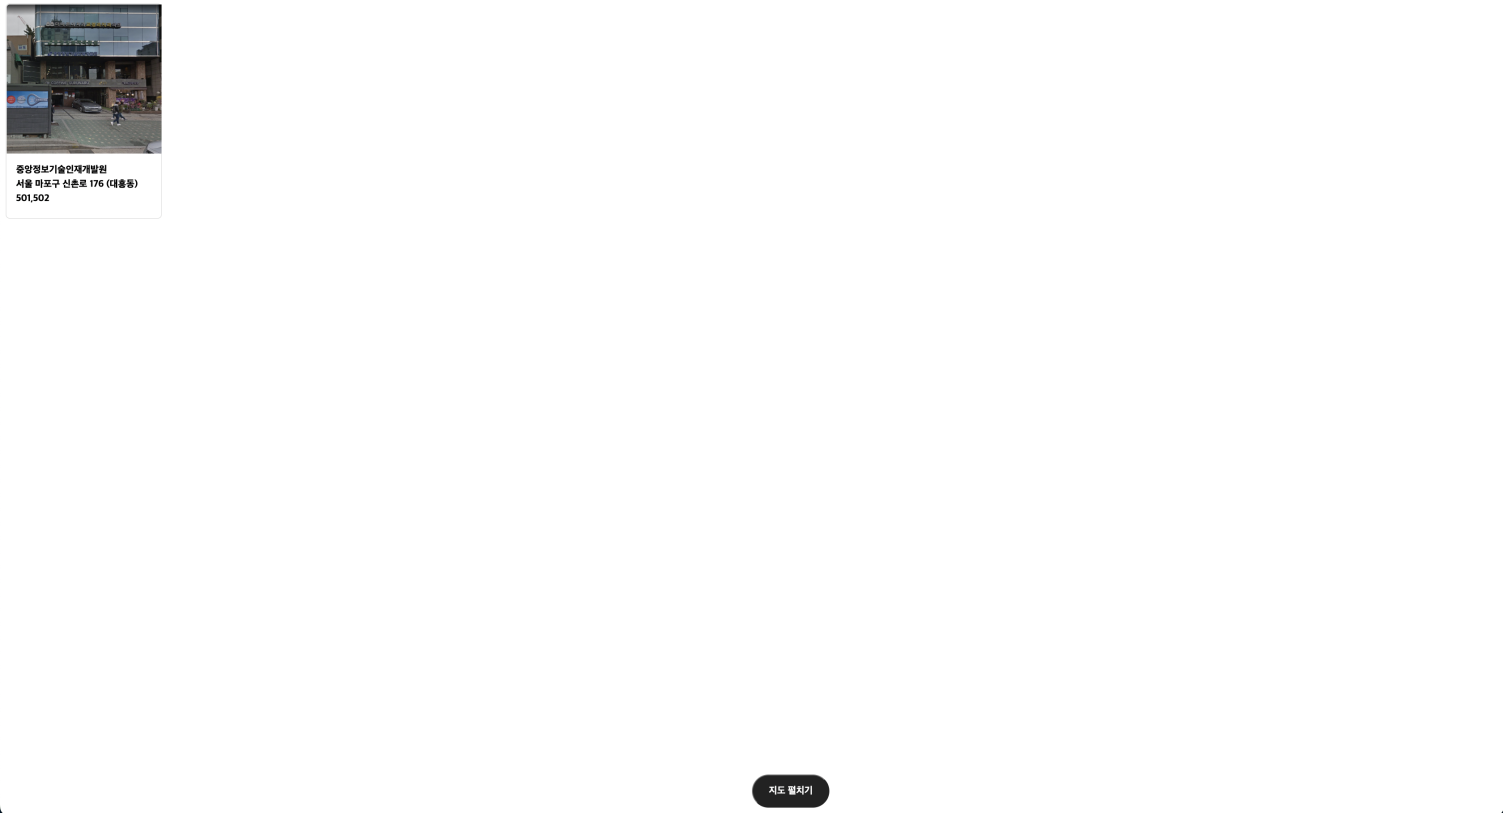 중앙정보기술인재개발원
서울 마포구 신촌로 176 (대흥동)
501,502
지도 펼치기